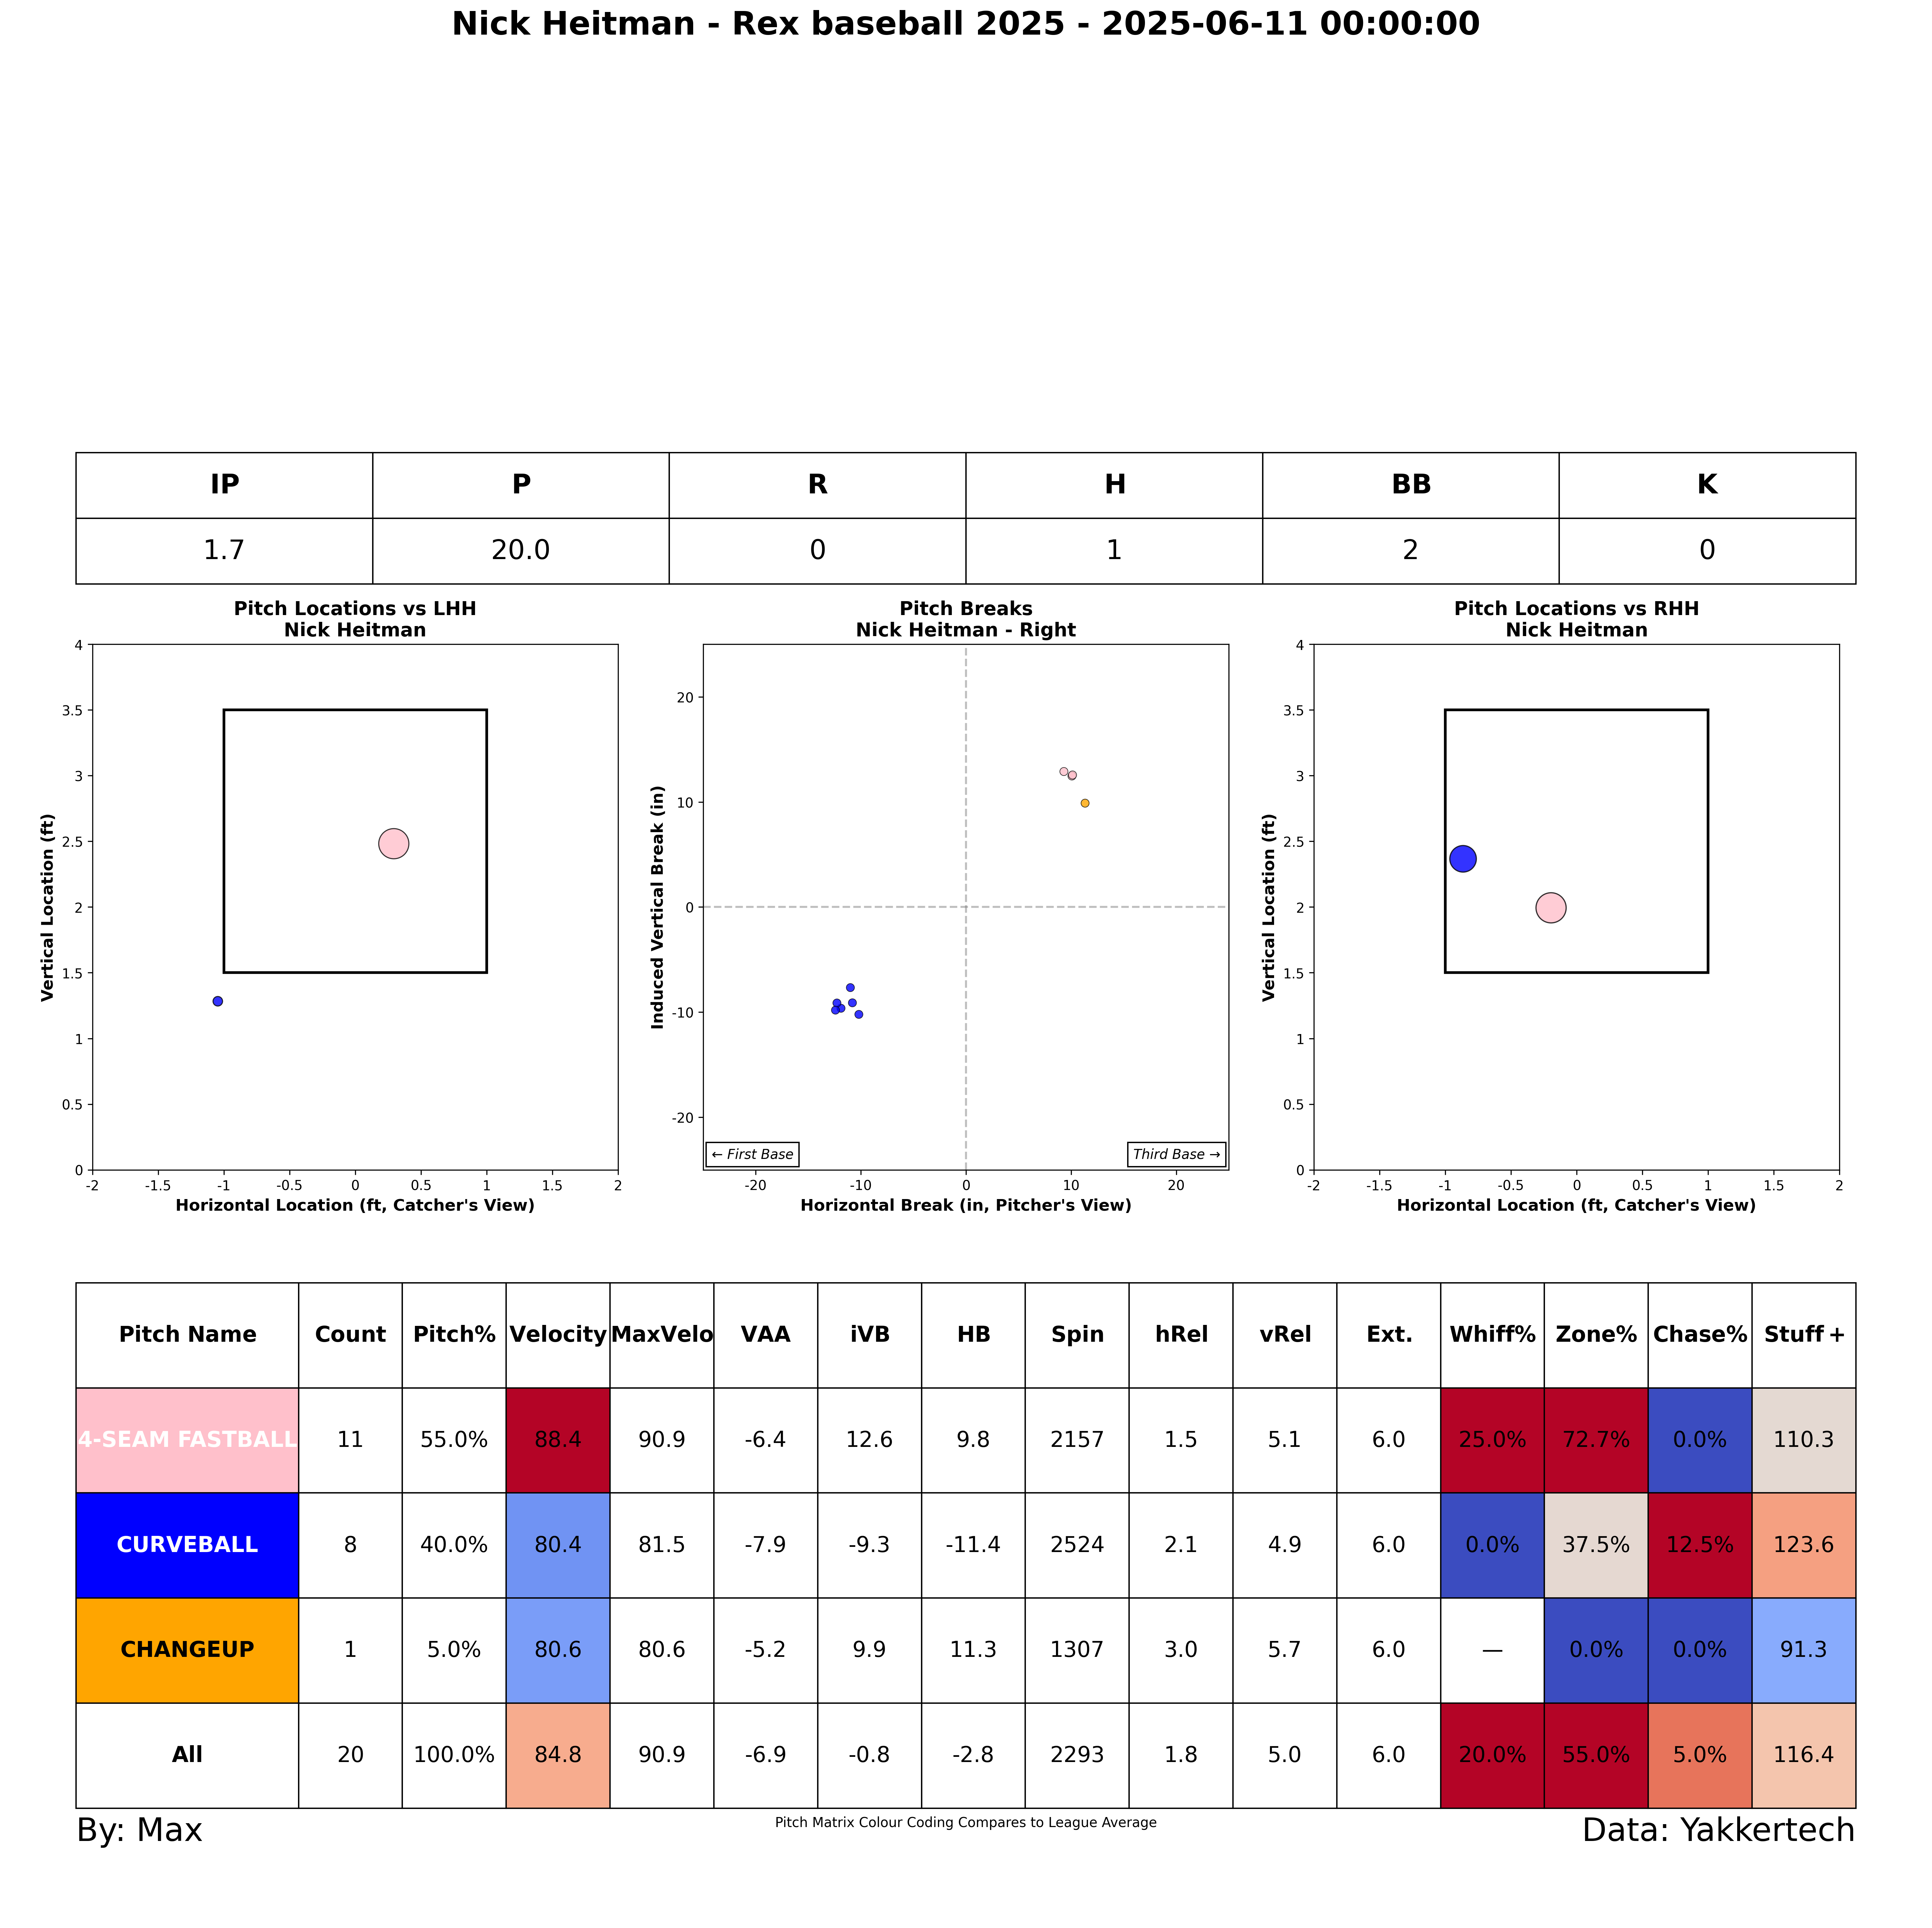 Nick Heitman - Rex baseball 2025 - 2025-06-11 00:00:00
IP P R H BB K
1.7 20.0 0 1 2 0
Pitch Locations vs LHH
Nick Heitman
4
3.5
3
2.5
2
1.5
1
0.5
0
-2 -1.5 -1 -0.5 0 0.5 1 1.5 2
Vertical Location (ft)
Horizontal Location (ft, Catcher's View)
Pitch Breaks
Nick Heitman - Right
20
10
0
-10
-20
← First Base
Third Base →
-20 -10 0 10 20
Induced Vertical Break (in)
Horizontal Break (in, Pitcher's View)
Pitch Locations vs RHH
Nick Heitman
4
3.5
3
2.5
2
1.5
1
0.5
0
-2 -1.5 -1 -0.5 0 0.5 1 1.5 2
Vertical Location (ft)
Horizontal Location (ft, Catcher's View)
Pitch Name Count Pitch% Velocity MaxVelo VAA iVB HB Spin hRel vRel Ext. Whiff% Zone% Chase% Stuff+
4-SEAM FASTBALL 11 55.0% 88.4 90.9 -6.4 12.6 9.8 2157 1.5 5.1 6.0 25.0% 72.7% 0.0% 110.3
CURVEBALL 8 40.0% 80.4 81.5 -7.9 -9.3 -11.4 2524 2.1 4.9 6.0 0.0% 37.5% 12.5% 123.6
CHANGEUP 1 5.0% 80.6 80.6 -5.2 9.9 11.3 1307 3.0 5.7 6.0 — 0.0% 0.0% 91.3
All 20 100.0% 84.8 90.9 -6.9 -0.8 -2.8 2293 1.8 5.0 6.0 20.0% 55.0% 5.0% 116.4
By: Max
Pitch Matrix Colour Coding Compares to League Average
Data: Yakkertech